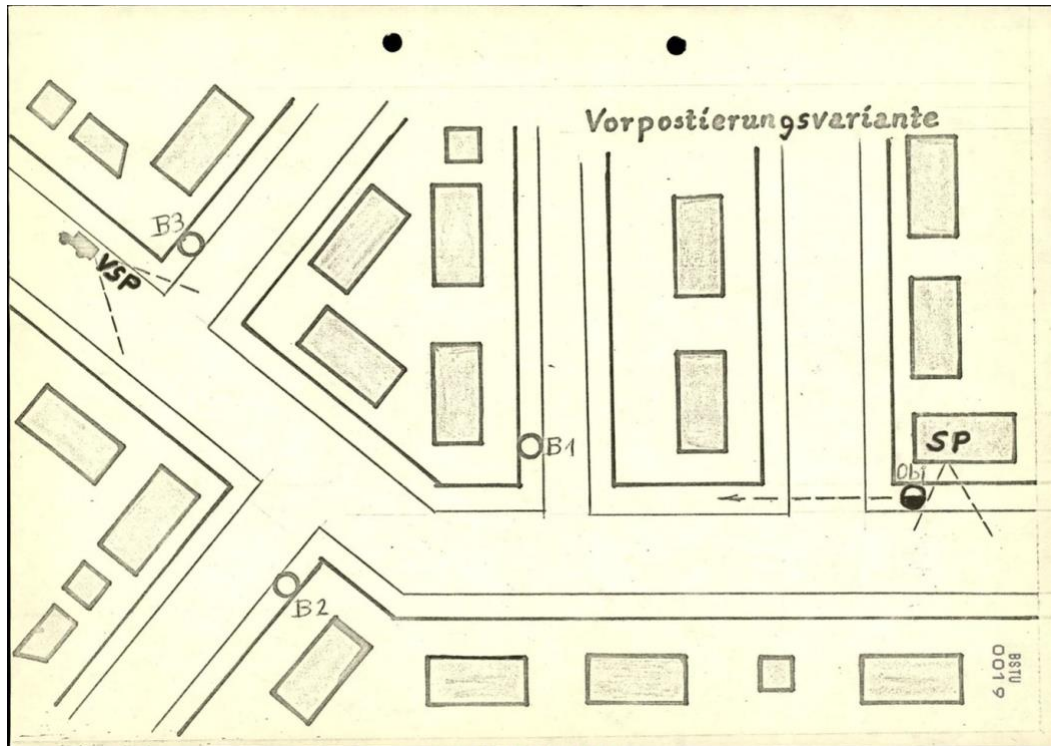 Vorpostierungsvariante
B3
VSP
B1
SP
Obj
B2
BSTU
0019